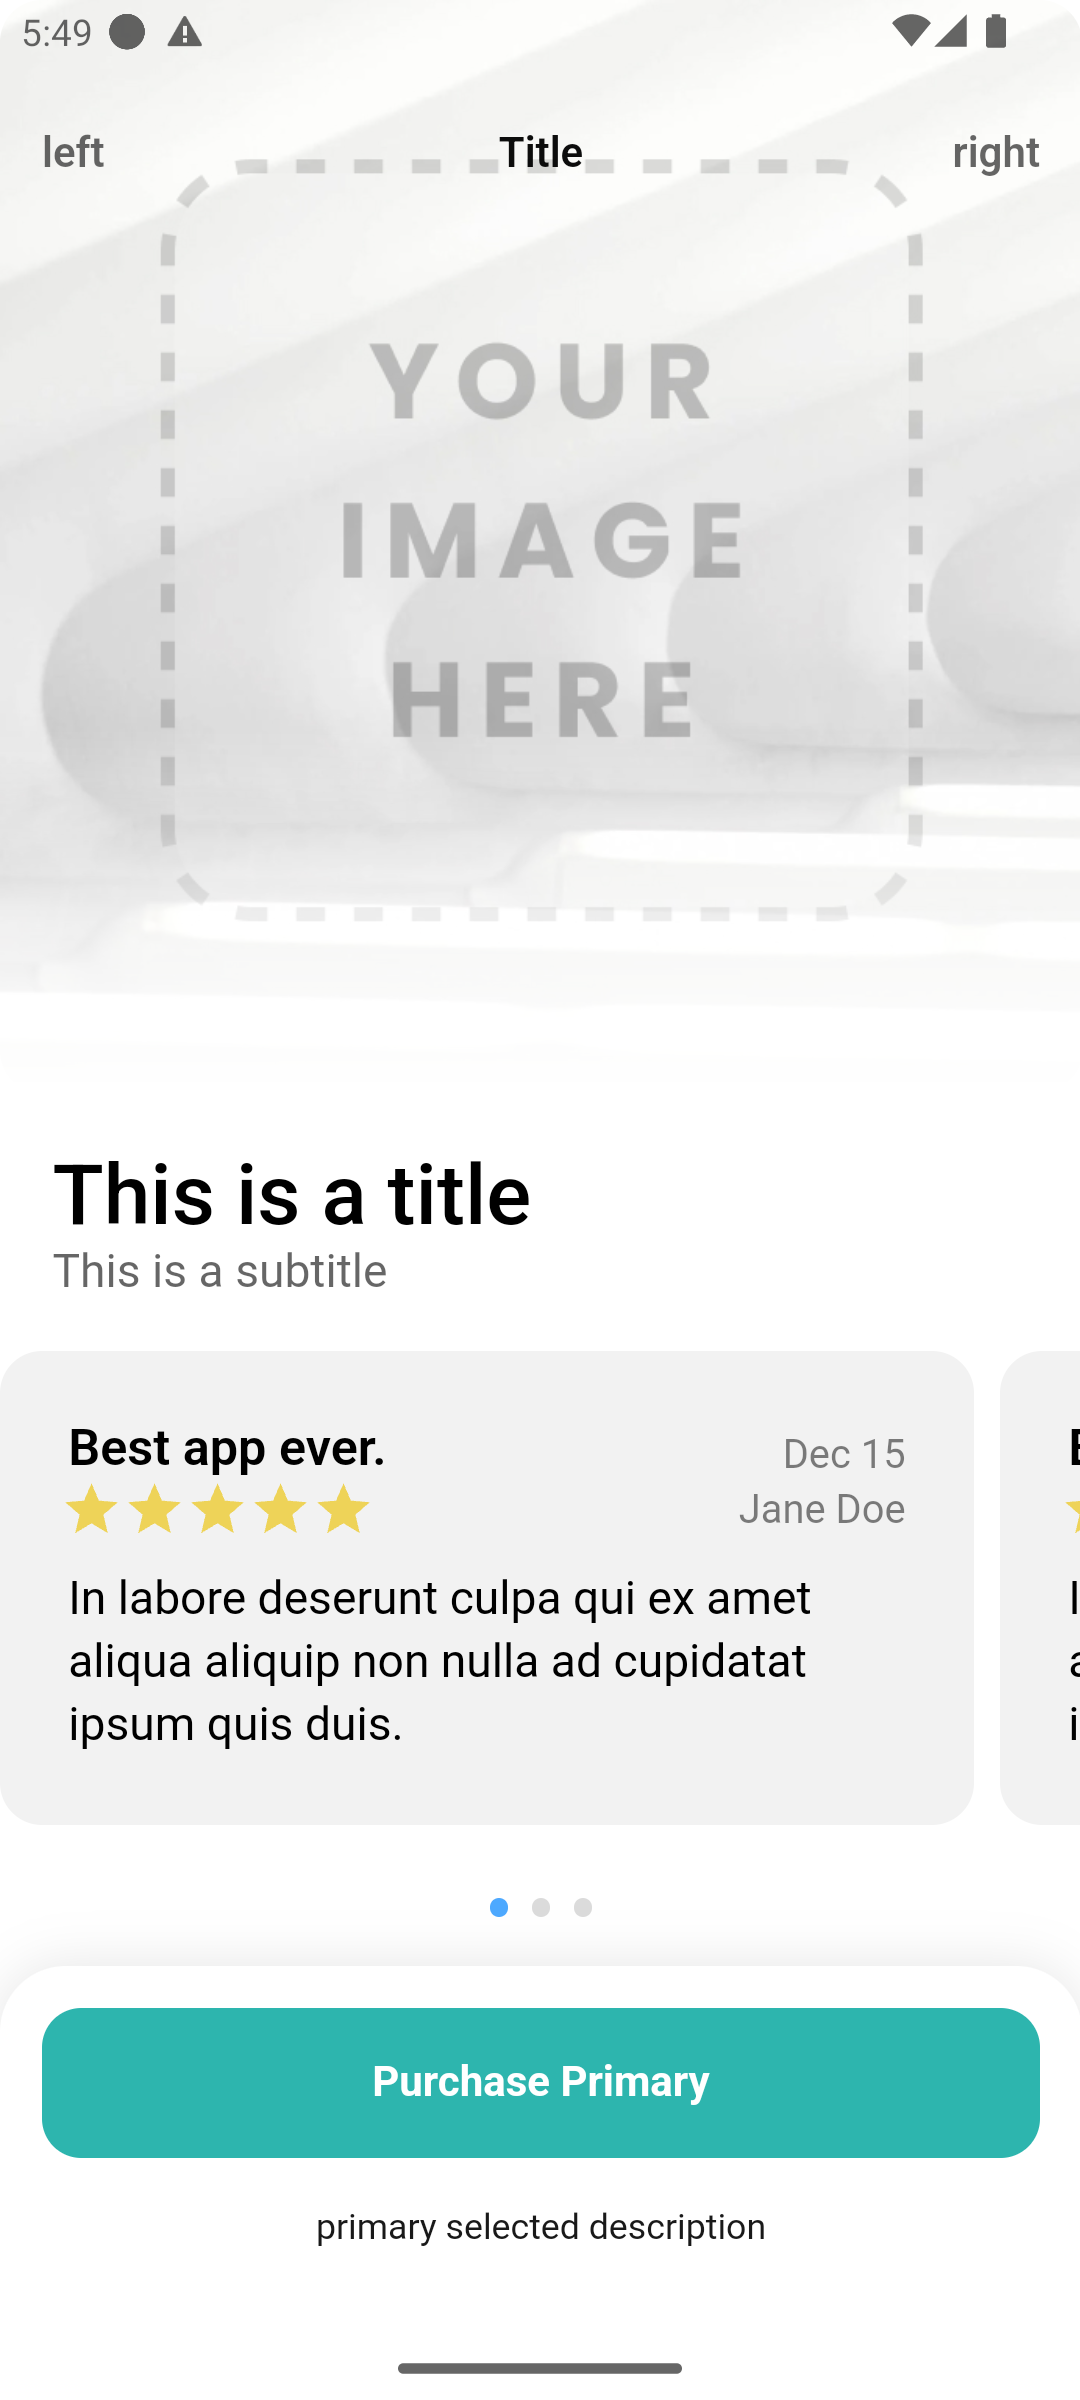 5:49
left
Title
right
YOUR
IMAGE
HERE
This is a title
This is a subtitle
Best app ever.
Dec 15
Jane Doe
In labore deserunt culpa qui ex amet
aliqua aliquip non nulla ad cupidatat
ipsum quis duis.
Purchase Primary
primary selected description